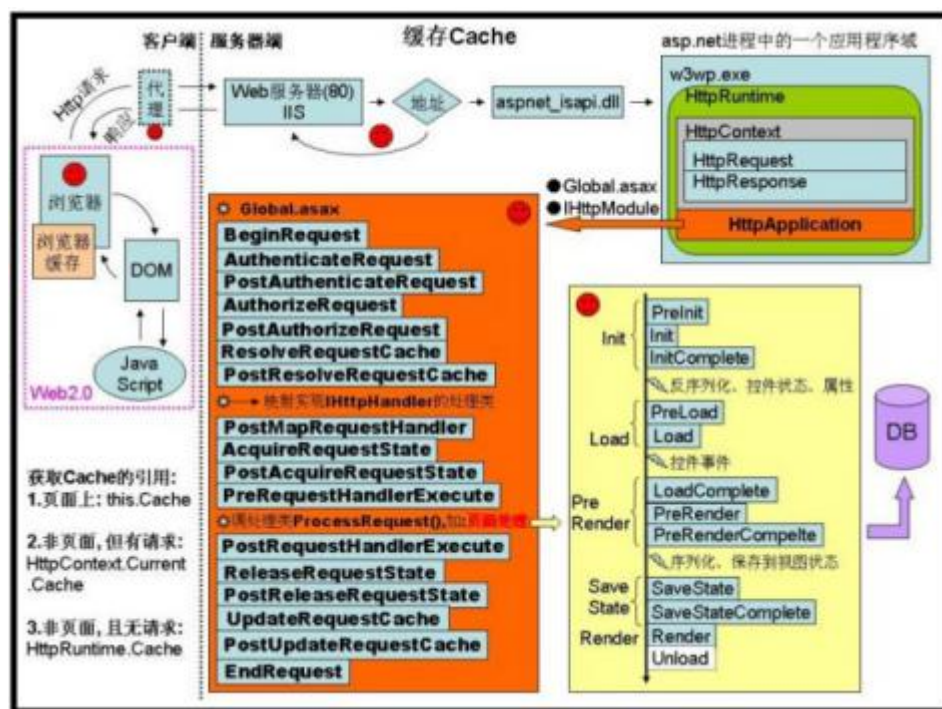 客户端
服务器端
缓存Cache
asp.net进程中的一个应用程序域
Http请求
响应
代理
Web服务器(80)
IIS
地址
aspnet_isapi.dll
w3wp.exe
HttpRuntime
HttpContext
HttpRequest
HttpResponse
HttpApplication
Global.asax
IHttpModule
浏览器
浏览器
缓存
DOM
Java
Script
Web2.0
获取Cache的引用:
1.页面上: this.Cache
2.非页面, 但有请求:
HttpContext.Current
.Cache
3.非页面, 且无请求:
HttpRuntime.Cache
Global.asax
BeginRequest
AuthenticateRequest
PostAuthenticateRequest
AuthorizeRequest
PostAuthorizeRequest
ResolveRequestCache
PostResolveRequestCache
映射实现IHttpHandler的处理类
PostMapRequestHandler
AcquireRequestState
PostAcquireRequestState
PreRequestHandlerExecute
处理类ProcessRequest(),
PostRequestHandlerExecute
ReleaseRequestState
PostReleaseRequestState
UpdateRequestCache
PostUpdateRequestCache
EndRequest
Init
PreInit
Init
InitComplete
反序列化、控件状态、属性
Load
PreLoad
Load
控件事件
Pre
Render
LoadComplete
PreRender
PreRenderCompelte
序列化、保存到视图状态
Save
State
SaveState
SaveStateComplete
Render
Render
Unload
DB